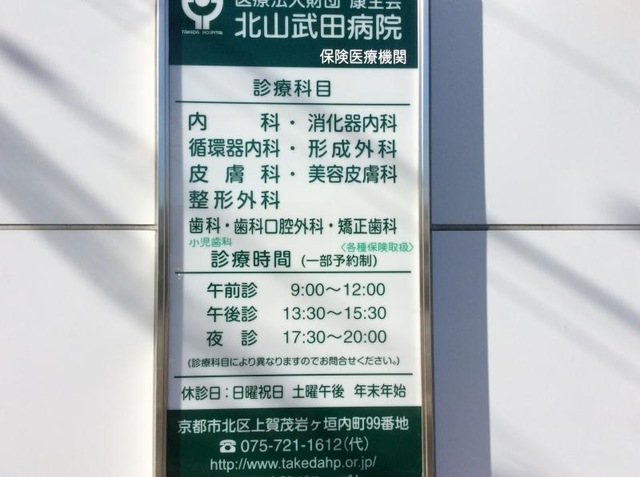 医療法人財団 康生会
TAKEDA HOSPITAL
北山武田病院
保険医療機関
診療科目
内科・消化器内科
循環器内科・形成外科
皮膚科・美容皮膚科
整形外科
歯科・歯科口腔外科・矯正歯科
小児歯科 〈各種保険取扱〉
診療時間 (一部予約制)
午前診 9:00〜12:00
午後診 13:30〜15:30
夜診 17:30〜20:00
(診療科目により異なりますのでお問合せください。)
休診日:日曜祝日 土曜午後 年末年始
京都市北区上賀茂岩ヶ垣内町99番地
☎075-721-1612(代)
http://www.takedahp.or.jp/